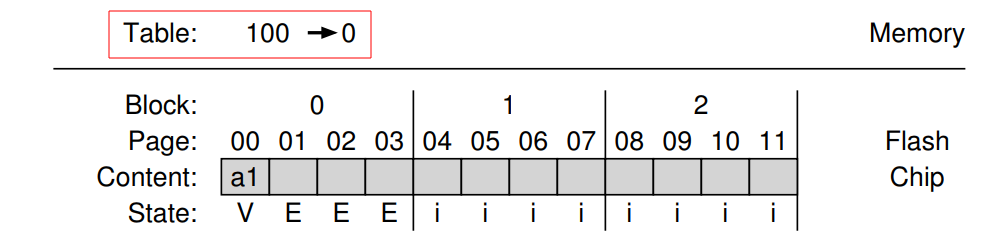 Table: 100 → 0 Memory
Block: 0 1 2
Page: 00 01 02 03 04 05 06 07 08 09 10 11 Flash
Content: a1 Chip
State: V E E E i i i i i i i i